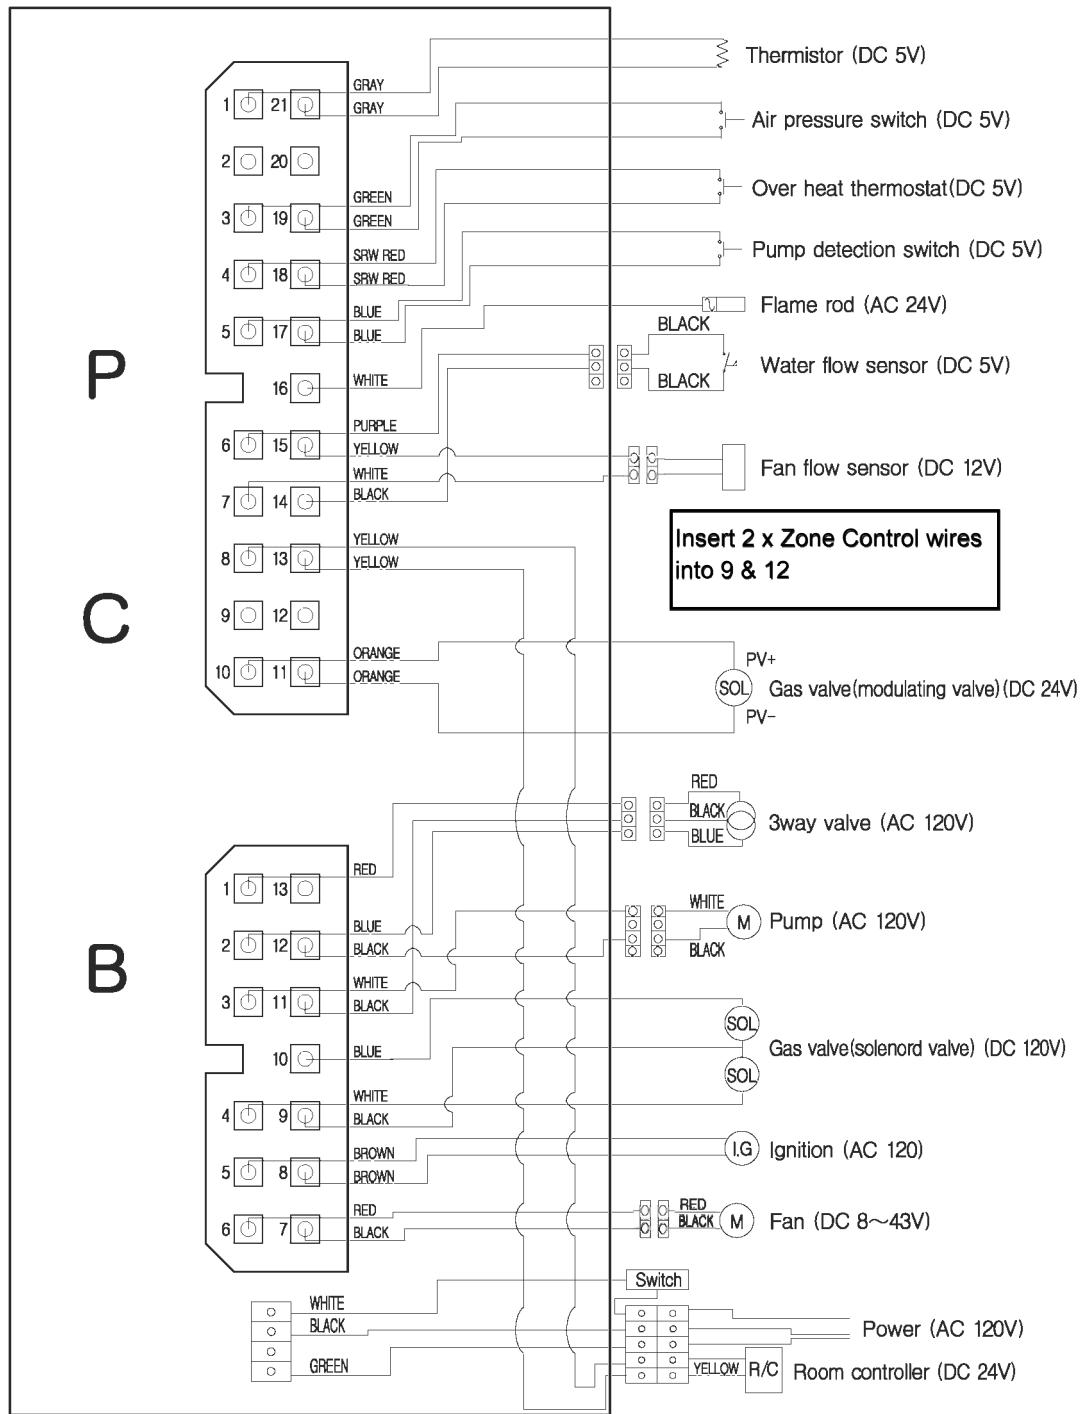 Thermistor (DC 5V)
GRAY
1 21
GRAY
Air pressure switch (DC 5V)
2 20
Over heat thermostat(DC 5V)
GREEN
3 19
GREEN
Pump detection switch (DC 5V)
SRW RED
4 18
SRW RED
Flame rod (AC 24V)
BLUE
5 17
BLUE
BLACK
P
Water flow sensor (DC 5V)
16
WHITE
BLACK
PURPLE
6 15
YELLOW
Fan flow sensor (DC 12V)
WHITE
7 14
BLACK
Insert 2 x Zone Control wires
into 9 & 12
YELLOW
8 13
YELLOW
C
9 12
ORANGE
10 11
ORANGE
PV+
SOL Gas valve(modulating valve)(DC 24V)
PV-
RED
BLACK
3way valve (AC 120V)
BLUE
RED
1 13
WHITE
M Pump (AC 120V)
BLACK
BLUE
2 12
BLACK
B
WHITE
3 11
BLACK
SOL
Gas valve(solenord valve) (DC 120V)
SOL
10
BLUE
WHITE
4 9
BLACK
I.G Ignition (AC 120)
BROWN
5 8
BROWN
RED
BLACK
M Fan (DC 8~43V)
RED
6 7
BLACK
Switch
WHITE
BLACK
Power (AC 120V)
GREEN
YELLOW R/C Room controller (DC 24V)